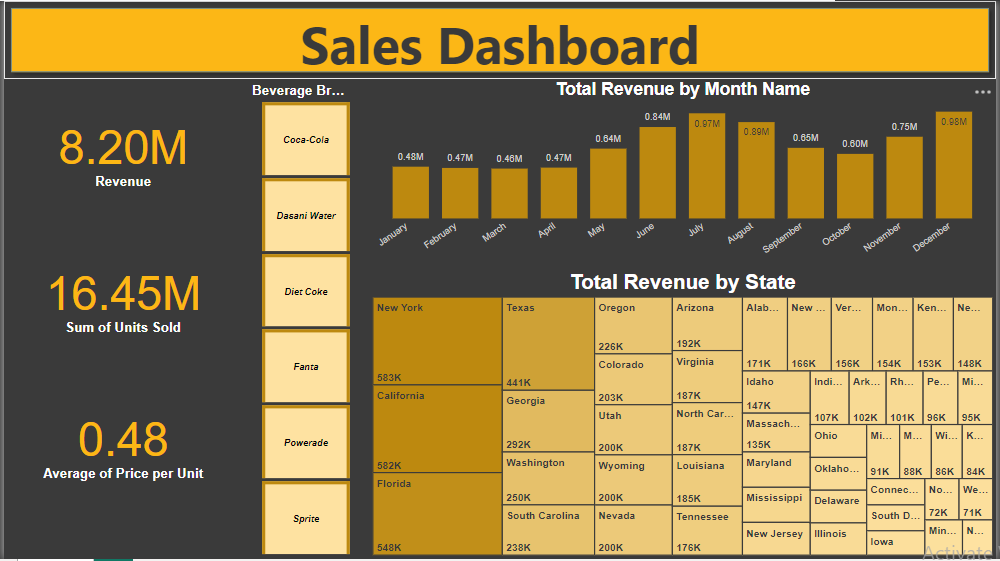 Sales Dashboard
8.20M
Revenue
16.45M
Sum of Units Sold
0.48
Average of Price per Unit
Beverage Br...
Coca-Cola
Dasani Water
Diet Coke
Fanta
Powerade
Sprite
Total Revenue by Month Name
0.48M
0.47M
0.46M
0.47M
0.64M
0.84M
0.97M
0.89M
0.65M
0.60M
0.75M
0.98M
January
February
March
April
May
June
July
August
September
October
November
December
Total Revenue by State
New York
583K
California
582K
Florida
548K
Texas
441K
Georgia
292K
Washington
250K
South Carolina
238K
Oregon
226K
Colorado
203K
Utah
200K
Wyoming
200K
Nevada
200K
Arizona
192K
Virginia
187K
North Car...
187K
Louisiana
185K
Tennessee
176K
Alab...
171K
New ...
166K
Ver...
156K
Mon...
154K
Ken...
153K
Ne...
148K
Idaho
147K
Massach...
135K
Maryland
Mississippi
New Jersey
Indi...
107K
Ark...
102K
Rh...
101K
Pe...
96K
Mi...
95K
Ohio
Oklaho...
Delaware
Illinois
Mi...
91K
M...
88K
Wi...
86K
K...
84K
Connec...
South D...
Iowa
No...
72K
We...
71K
Min...
N...
Activate